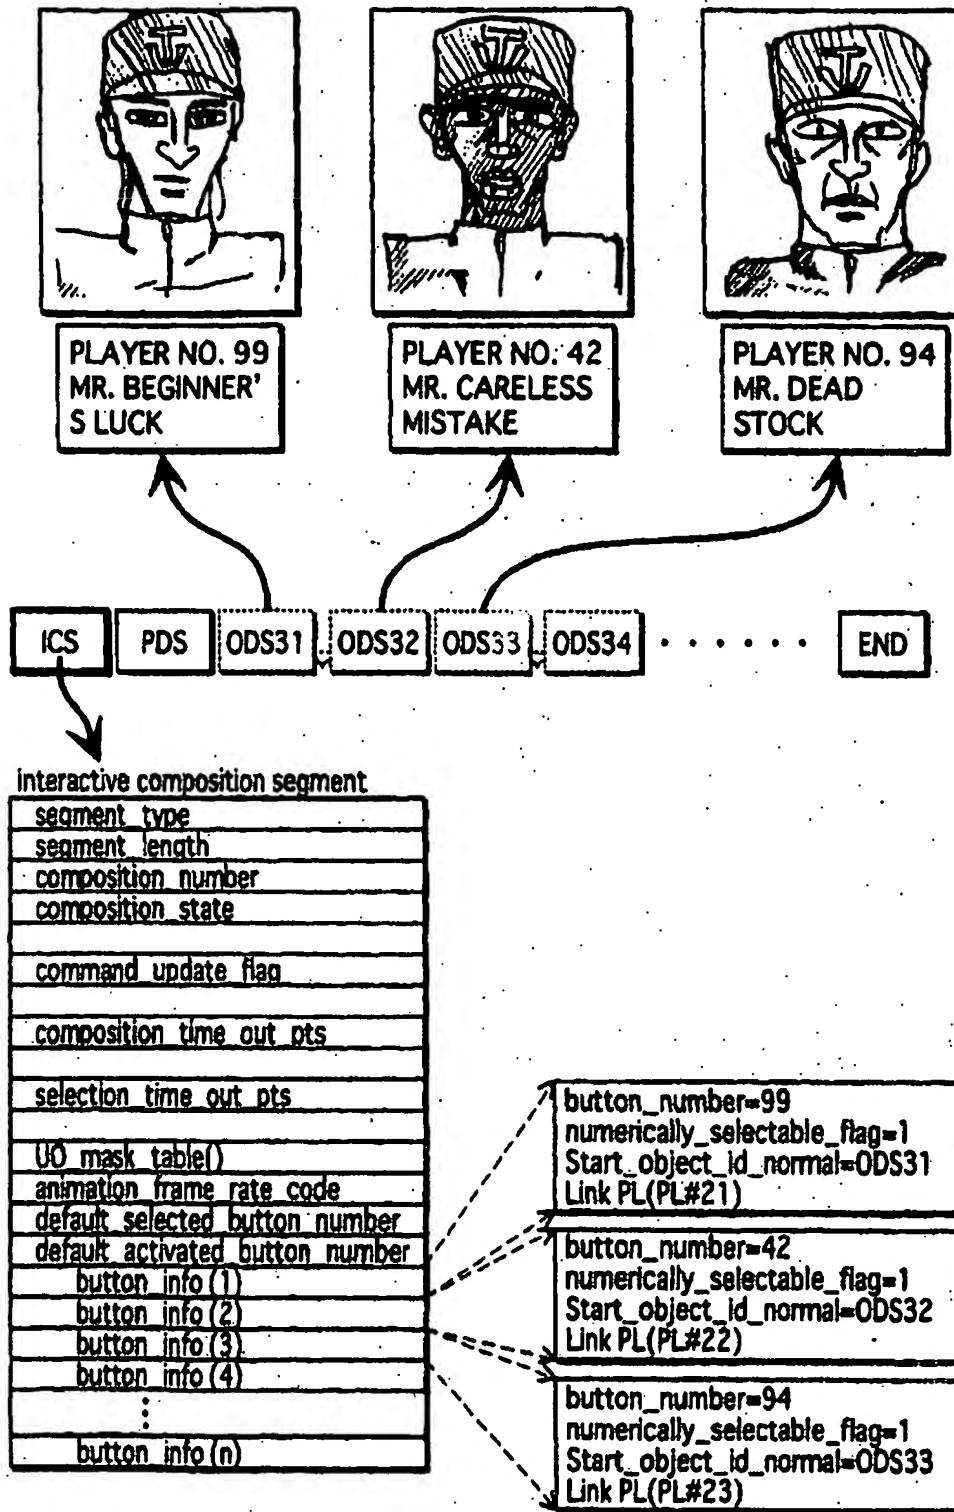 PLAYER NO. 99
MR. BEGINNER'
S LUCK
PLAYER NO. 42
MR. CARELESS
MISTAKE
PLAYER NO. 94
MR. DEAD
STOCK
ICS PDS ODS31 ODS32 ODS33 ODS34 · · · · · · END
interactive composition segment
segment_type
segment_length
composition_number
composition_state
command_update_flag
composition_time_out_pts
selection_time_out_pts
UO_mask_table()
animation_frame_rate_code
default_selected_button_number
default_activated_button_number
button_info(1)
button_info(2)
button_info(3)
button_info(4)
⋮
button_info(n)
button_number=99
numerically_selectable_flag=1
Start_object_id_normal=ODS31
Link PL(PL#21)
button_number=42
numerically_selectable_flag=1
Start_object_id_normal=ODS32
Link PL(PL#22)
button_number=94
numerically_selectable_flag=1
Start_object_id_normal=ODS33
Link PL(PL#23)